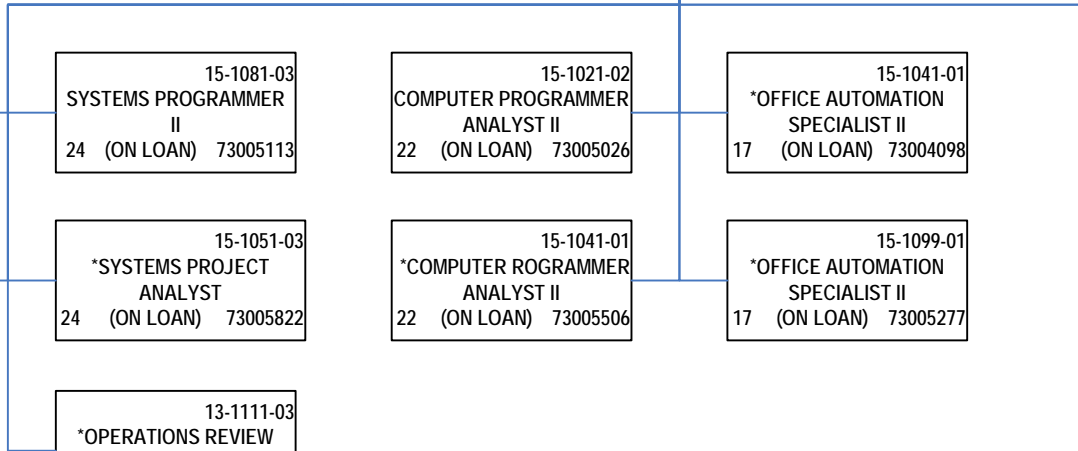 15-1081-03
SYSTEMS PROGRAMMER
II
24 (ON LOAN) 73005113
15-1021-02
COMPUTER PROGRAMMER
ANALYST II
22 (ON LOAN) 73005026
15-1041-01
*OFFICE AUTOMATION
SPECIALIST II
17 (ON LOAN) 73004098
15-1051-03
*SYSTEMS PROJECT
ANALYST
24 (ON LOAN) 73005822
15-1041-01
*COMPUTER ROGRAMMER
ANALYST II
22 (ON LOAN) 73005506
15-1099-01
*OFFICE AUTOMATION
SPECIALIST II
17 (ON LOAN) 73005277
13-1111-03
*OPERATIONS REVIEW